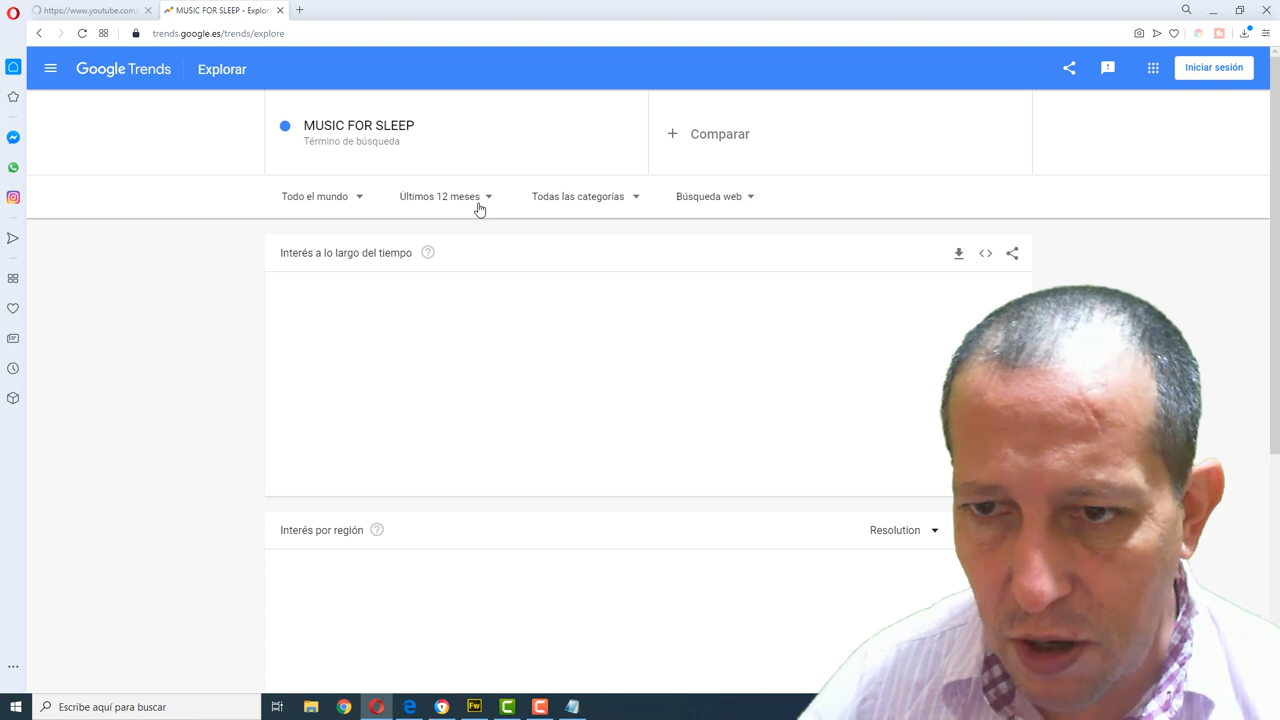 https://www.youtube.com/
MUSIC FOR SLEEP - Explor
trends.google.es/trends/explore
Google Trends
Explorar
Iniciar sesión
MUSIC FOR SLEEP
Término de búsqueda
+ Comparar
Todo el mundo
Últimos 12 meses
Todas las categorías
Búsqueda web
Interés a lo largo del tiempo
Interés por región
Resolution
Escribe aquí para buscar
Fw